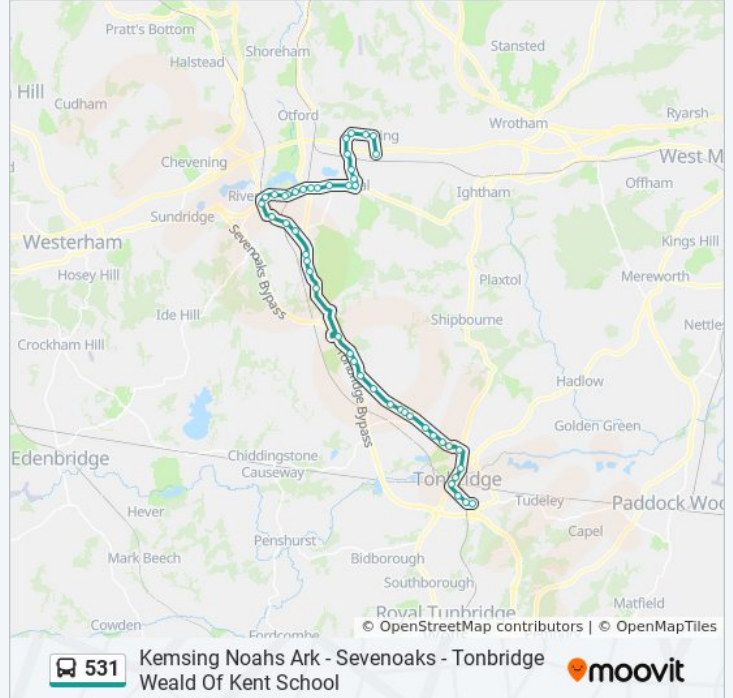 Pratt's Bottom
Stansted
Shoreham
Halstead
Hill
Cudham
Otford
Wrotham
Ryarsh
ng
Chevening
West M
Ightham
Offham
River
Sundridge
Westerham
Kings Hill
Sevenoaks Bypass
Hosey Hill
Plaxtol
Mereworth
Ide Hill
Shipbourne
Nettle
Crockham Hill
Tonbridge Bypass
Hadlow
Golden Green
Edenbridge
Chiddingstone
Causeway
Tonbridge
Tudeley
Paddock Woo
Hever
Capel
Penshurst
Mark Beech
Bidborough
Southborough
Matfield
Royal Tunbridge
Cowden
Fordcombe
© OpenStreetMap contributors | © OpenMapTiles
531
Kemsing Noahs Ark - Sevenoaks - Tonbridge
Weald Of Kent School
moovit